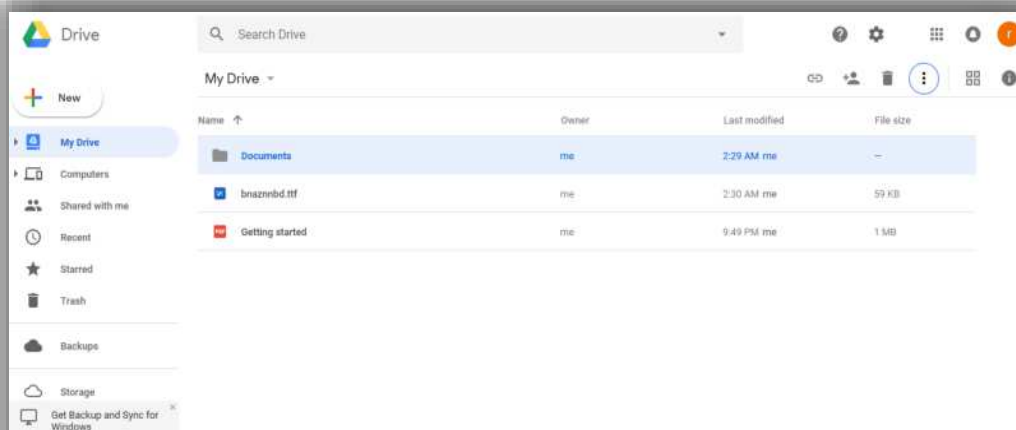 Drive
Search Drive
r
My Drive
New
Name
Owner
Last modified
File size
My Drive
Documents
me
2:29 AM me
—
Computers
bnaznnbd.ttf
me
2:30 AM me
59 KB
Shared with me
Getting started
me
9:49 PM me
1 MB
Recent
Starred
Trash
Backups
Storage
Get Backup and Sync for
Windows